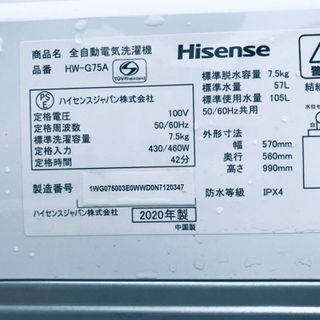 商品名 全自動電気洗濯機
品番 HW-G75A
TÜVRheinland
Hisense
PSE
ハイセンスジャパン株式会社
定格電圧 100V
定格周波数 50/60Hz
標準洗濯容量 7.5kg
定格入力 430/460W
定格時間 42分
製造番号 1WG075003E0WWD0N7120347
ハイセンスジャパン株式会社
2020年製
中国製
標準脱水容量 7.5kg
標準水量 57L
標準使用水量 105L
50/60Hz共用
外形寸法
幅 570mm
奥行 560mm
高さ 990mm
防水等級 IPX4